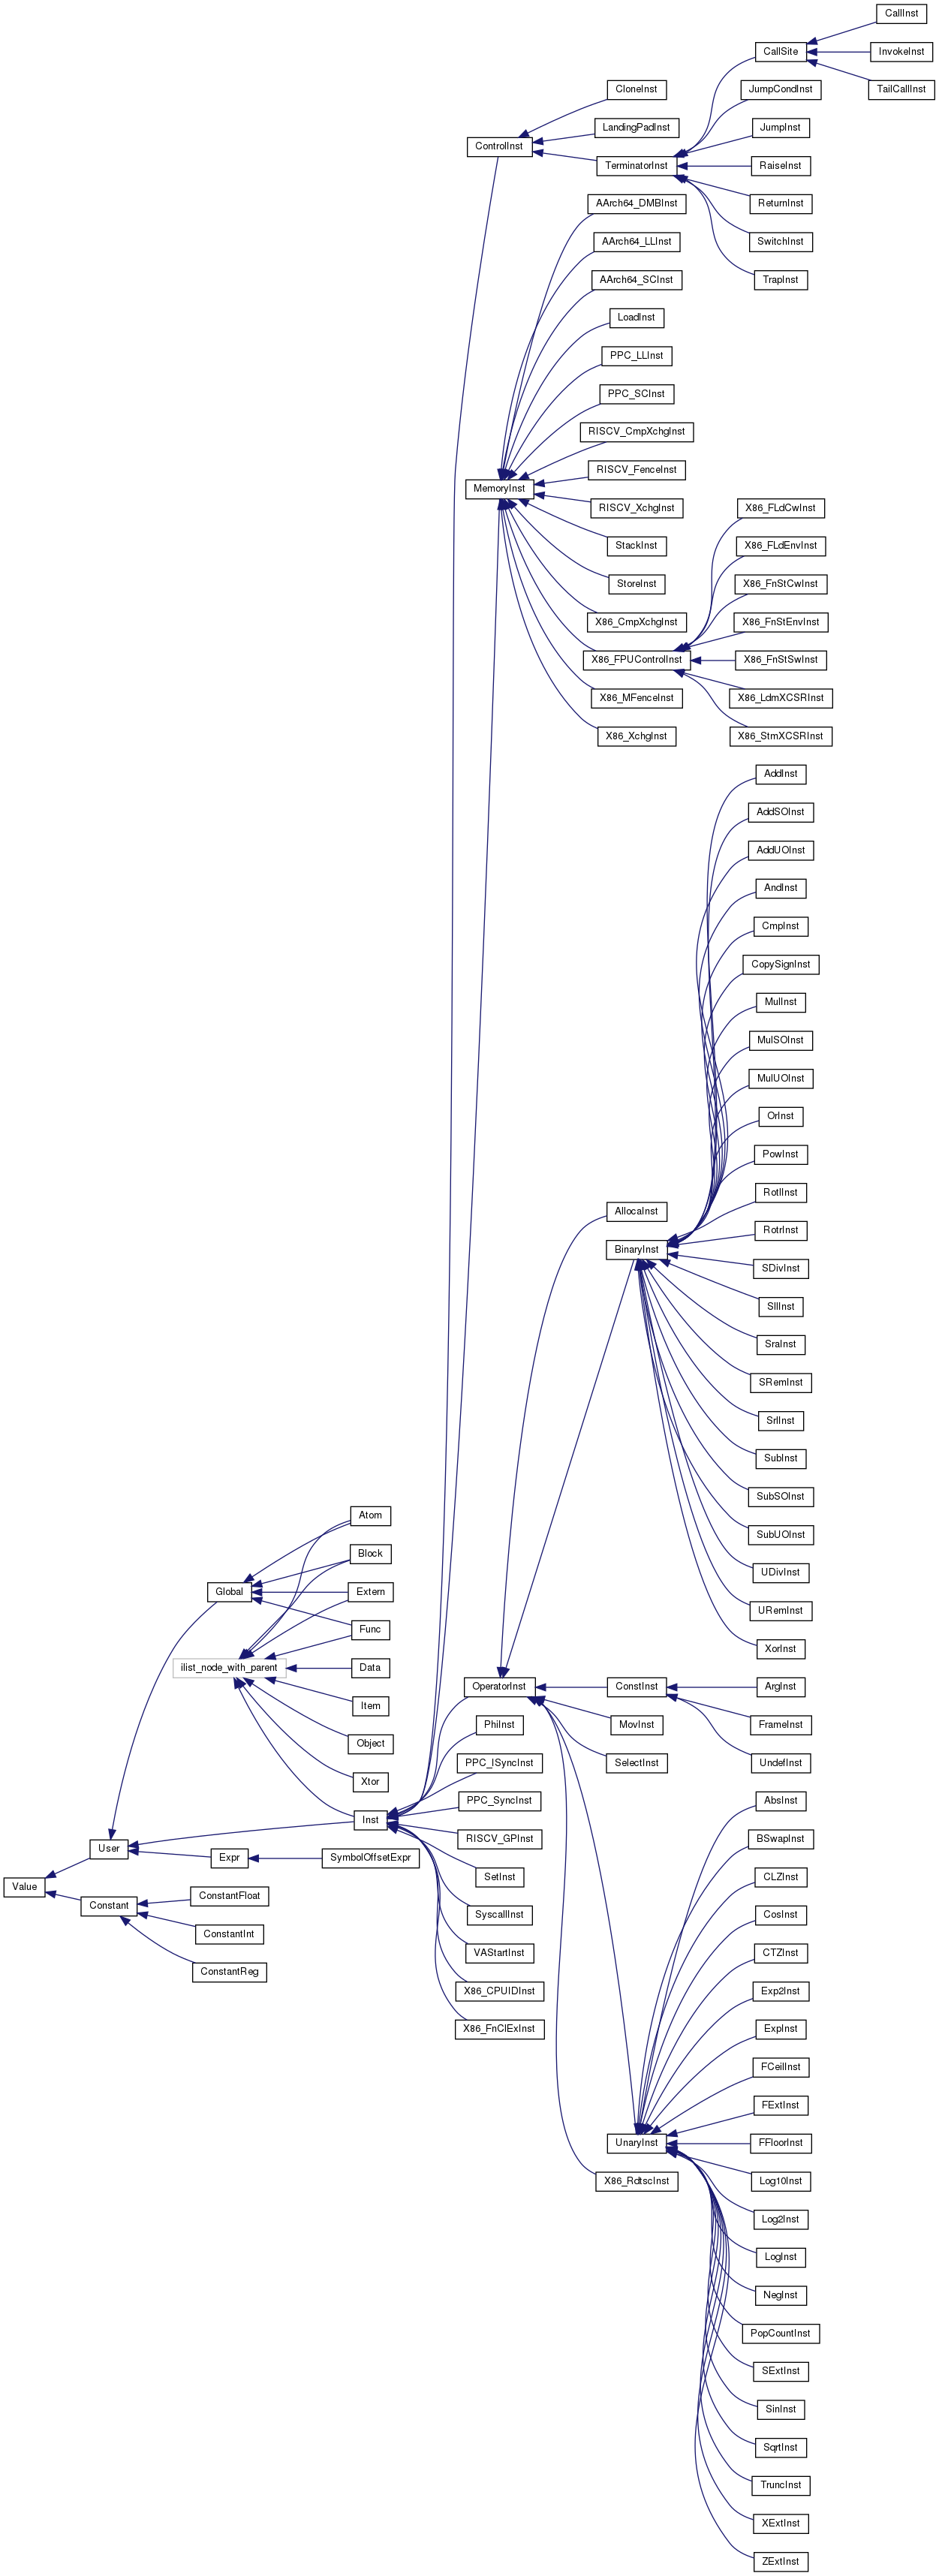 CallInst
CallSite
InvokeInst
TailCallInst
CloneInst
JumpCondInst
LandingPadInst
JumpInst
ControlInst
TerminatorInst
RaiseInst
AArch64_DMBInst
ReturnInst
AArch64_LLInst
SwitchInst
AArch64_SCInst
TrapInst
LoadInst
PPC_LLInst
PPC_SCInst
RISCV_CmpXchgInst
RISCV_FenceInst
MemoryInst
RISCV_XchgInst
X86_FLdCwInst
StackInst
X86_FLdEnvInst
StoreInst
X86_FnStCwInst
X86_CmpXchgInst
X86_FnStEnvInst
X86_FPUControlInst
X86_FnStSwInst
X86_MFenceInst
X86_LdmXCSRInst
X86_XchgInst
X86_StmXCSRInst
AddInst
AddSOInst
AddUOInst
AndInst
CmpInst
CopySignInst
MulInst
MulSOInst
MulUOInst
OrInst
PowInst
RotlInst
AllocaInst
RotrInst
BinaryInst
SDivInst
SllInst
SraInst
SRemInst
SrlInst
SubInst
SubSOInst
Atom
SubUOInst
Block
UDivInst
Global
Extern
URemInst
Func
XorInst
ilist_node_with_parent
Data
OperatorInst
ConstInst
ArgInst
Item
PhiInst
MovInst
FrameInst
Object
PPC_ISyncInst
SelectInst
UndefInst
Xtor
PPC_SyncInst
AbsInst
Inst
RISCV_GPInst
BSwapInst
User
Expr
SymbolOffsetExpr
SetInst
CLZInst
Value
Constant
ConstantFloat
SyscallInst
CosInst
ConstantInt
VAStartInst
CTZInst
ConstantReg
X86_CPUIDInst
Exp2Inst
X86_FnClExInst
ExpInst
FCeilInst
FExtInst
UnaryInst
FFloorInst
X86_RdtscInst
Log10Inst
Log2Inst
LogInst
NegInst
PopCountInst
SExtInst
SinInst
SqrtInst
TruncInst
XExtInst
ZExtInst